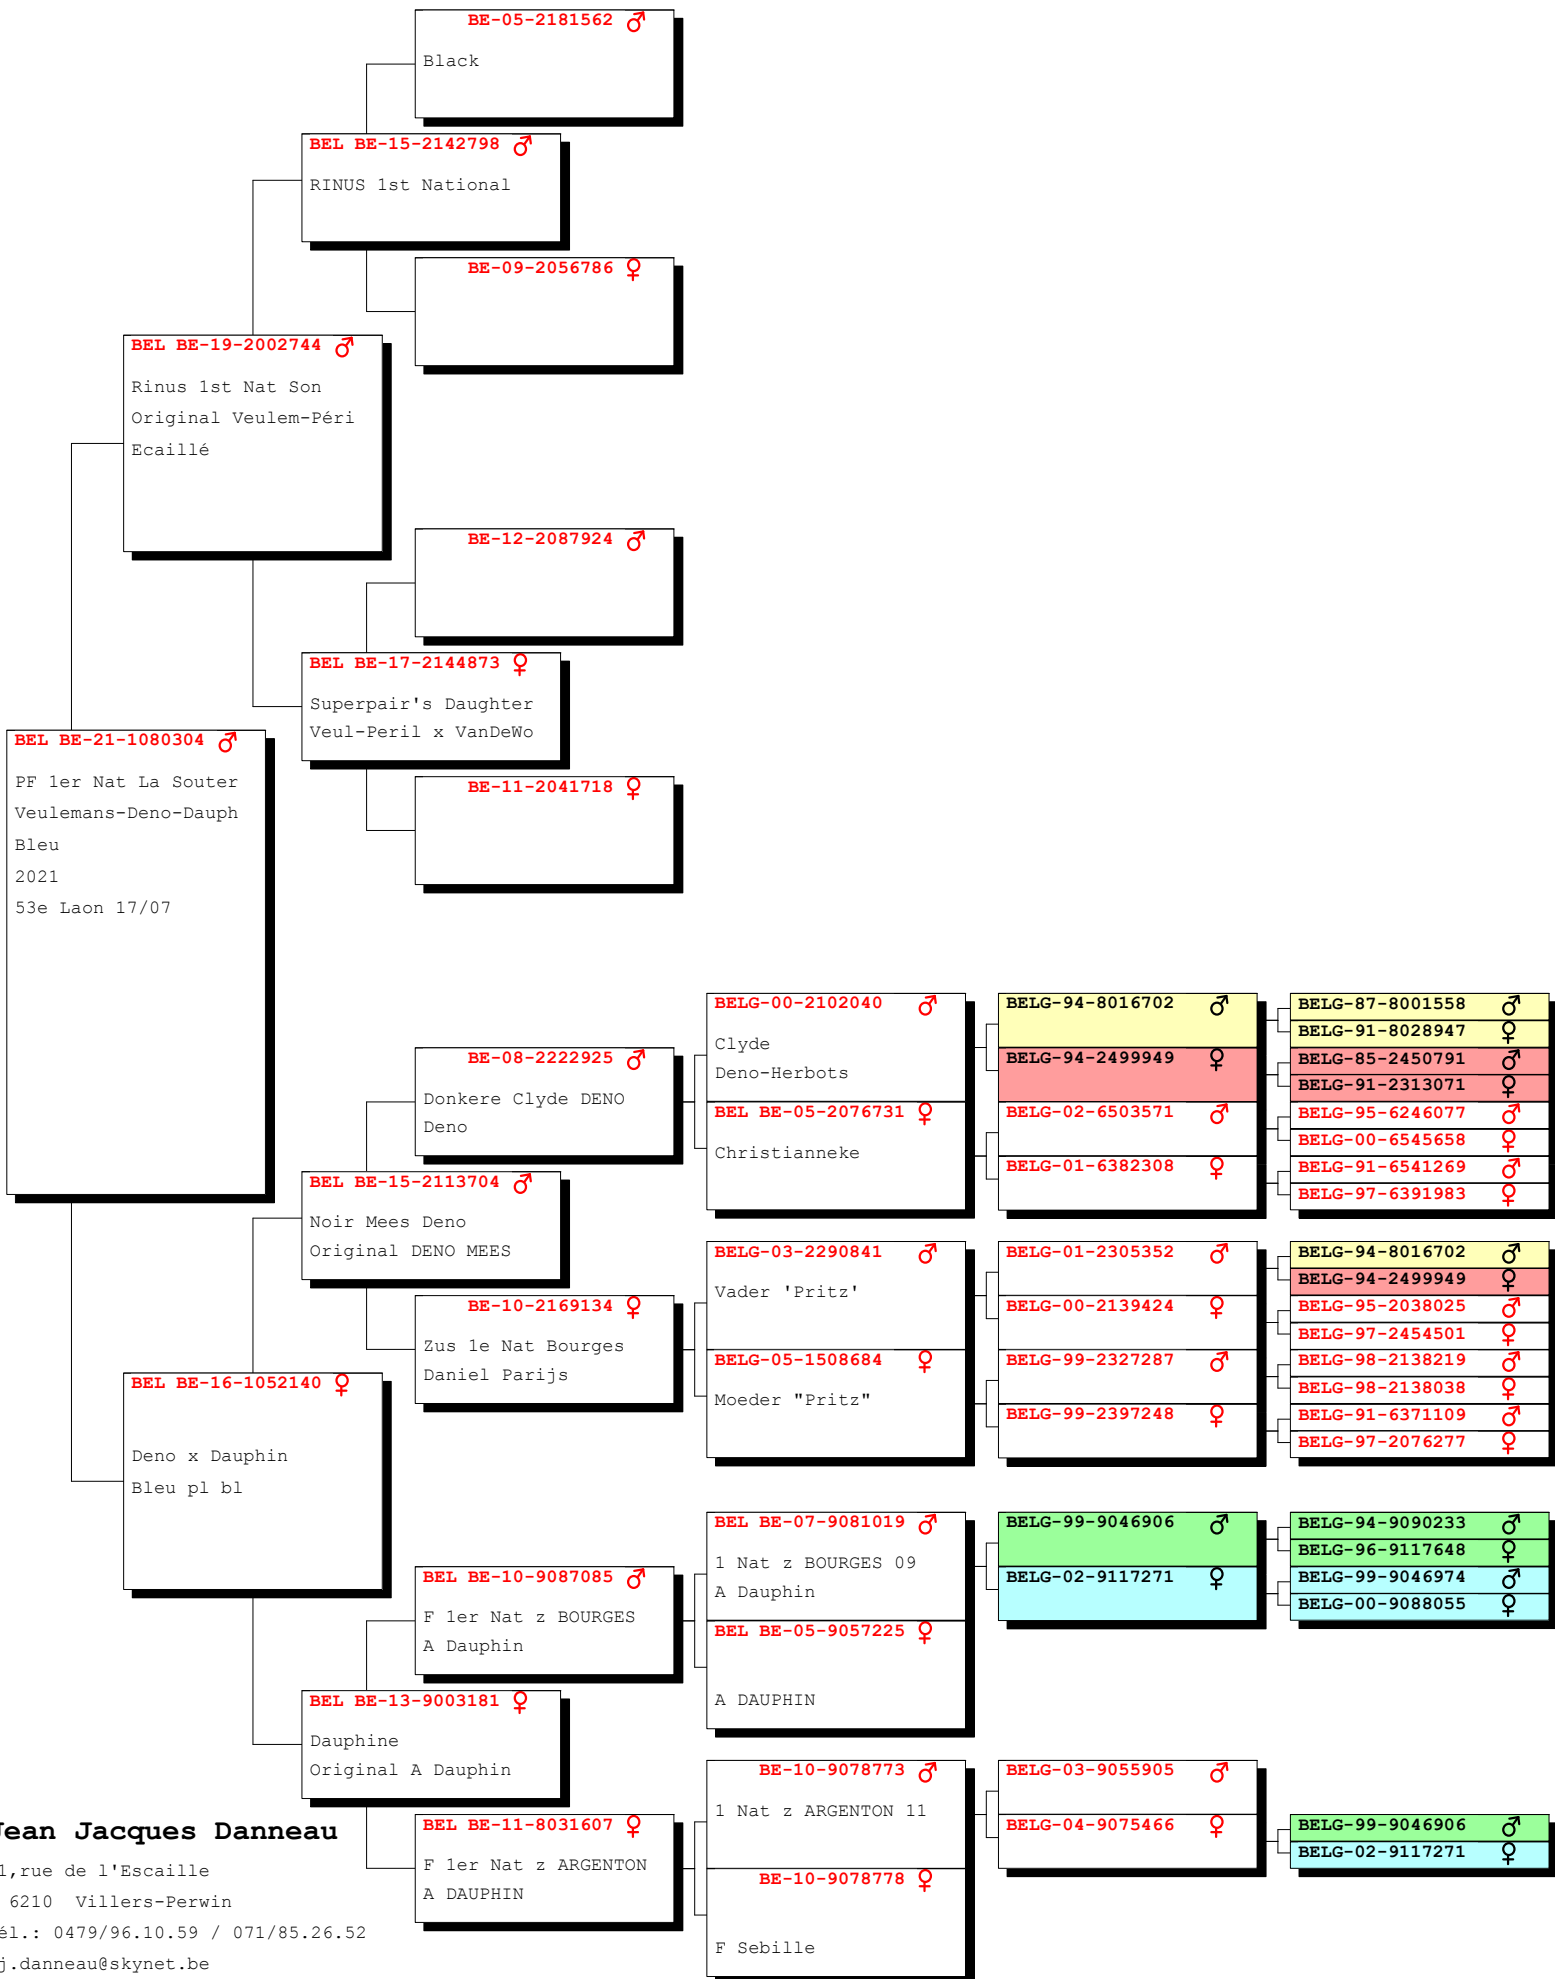 BE-05-2181562 ♂
Black
BEL BE-15-2142798 ♂
RINUS 1st National
BE-09-2056786 ♀
BEL BE-19-2002744 ♂
Rinus 1st Nat Son
Original Veulem-Péri
Ecaillé
BE-12-2087924 ♂
BEL BE-17-2144873 ♀
Superpair's Daughter
Veul-Peril x VanDeWo
BE-11-2041718 ♀
BEL BE-21-1080304 ♂
PF 1er Nat La Souter
Veulemans-Deno-Dauph
Bleu
2021
53e Laon 17/07
BE-08-2222925 ♂
Donkere Clyde DENO
Deno
BEL BE-15-2113704 ♂
Noir Mees Deno
Original DENO MEES
BE-10-2169134 ♀
Zus 1e Nat Bourges
Daniel Parijs
BEL BE-16-1052140 ♀
Deno x Dauphin
Bleu pl bl
BEL BE-10-9087085 ♂
F 1er Nat z BOURGES
A Dauphin
BEL BE-13-9003181 ♀
Dauphine
Original A Dauphin
BEL BE-11-8031607 ♀
F 1er Nat z ARGENTON
A DAUPHIN
BELG-00-2102040 ♂
Clyde
Deno-Herbots
BEL BE-05-2076731 ♀
Christianneke
BELG-03-2290841 ♂
Vader 'Pritz'
BELG-05-1508684 ♀
Moeder "Pritz"
BEL BE-07-9081019 ♂
1 Nat z BOURGES 09
A Dauphin
BEL BE-05-9057225 ♀
A DAUPHIN
BE-10-9078773 ♂
1 Nat z ARGENTON 11
BE-10-9078778 ♀
F Sebille
BELG-94-8016702 ♂
BELG-94-2499949 ♀
BELG-02-6503571 ♂
BELG-01-6382308 ♀
BELG-01-2305352 ♂
BELG-00-2139424 ♀
BELG-99-2327287 ♂
BELG-99-2397248 ♀
BELG-99-9046906 ♂
BELG-02-9117271 ♀
BELG-03-9055905 ♂
BELG-04-9075466 ♀
BELG-87-8001558 ♂
BELG-91-8028947 ♀
BELG-85-2450791 ♂
BELG-91-2313071 ♀
BELG-95-6246077 ♂
BELG-00-6545658 ♀
BELG-91-6541269 ♂
BELG-97-6391983 ♀
BELG-94-8016702 ♂
BELG-94-2499949 ♀
BELG-95-2038025 ♂
BELG-97-2454501 ♀
BELG-98-2138219 ♂
BELG-98-2138038 ♀
BELG-91-6371109 ♂
BELG-97-2076277 ♀
BELG-94-9090233 ♂
BELG-96-9117648 ♀
BELG-99-9046974 ♂
BELG-00-9088055 ♀
BELG-99-9046906 ♂
BELG-02-9117271 ♀
Jean Jacques Danneau
1,rue de l'Escaille
6210 Villers-Perwin
él.: 0479/96.10.59 / 071/85.26.52
j.danneau@skynet.be